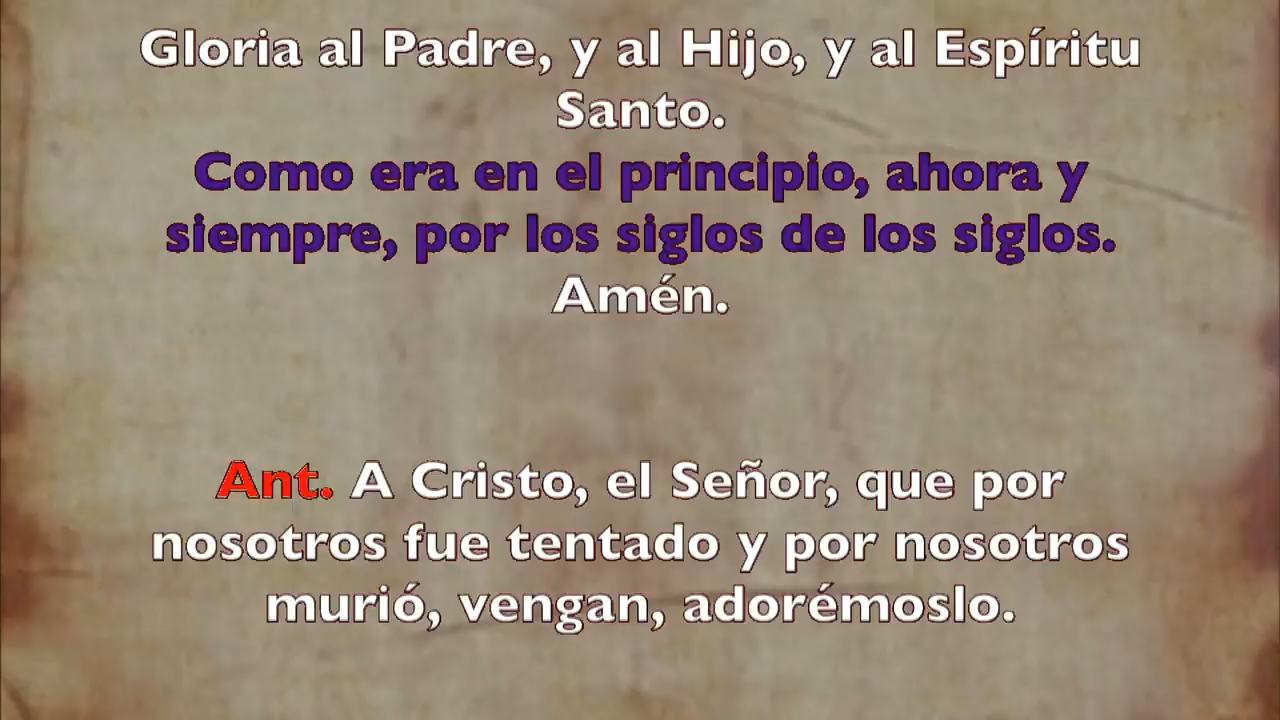 Gloria al Padre, y al Hijo, y al Espíritu
Santo.
Como era en el principio, ahora y
siempre, por los siglos de los siglos.
Amén.
Ant. A Cristo, el Señor, que por
nosotros fue tentado y por nosotros
murió, vengan, adorémoslo.